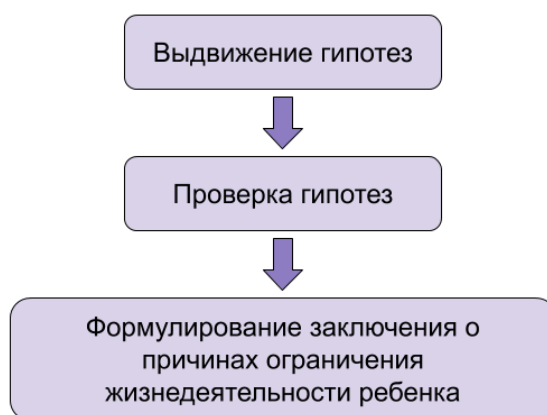 Выдвижение гипотез
Проверка гипотез
Формулирование заключения о
причинах ограничения
жизнедеятельности ребенка